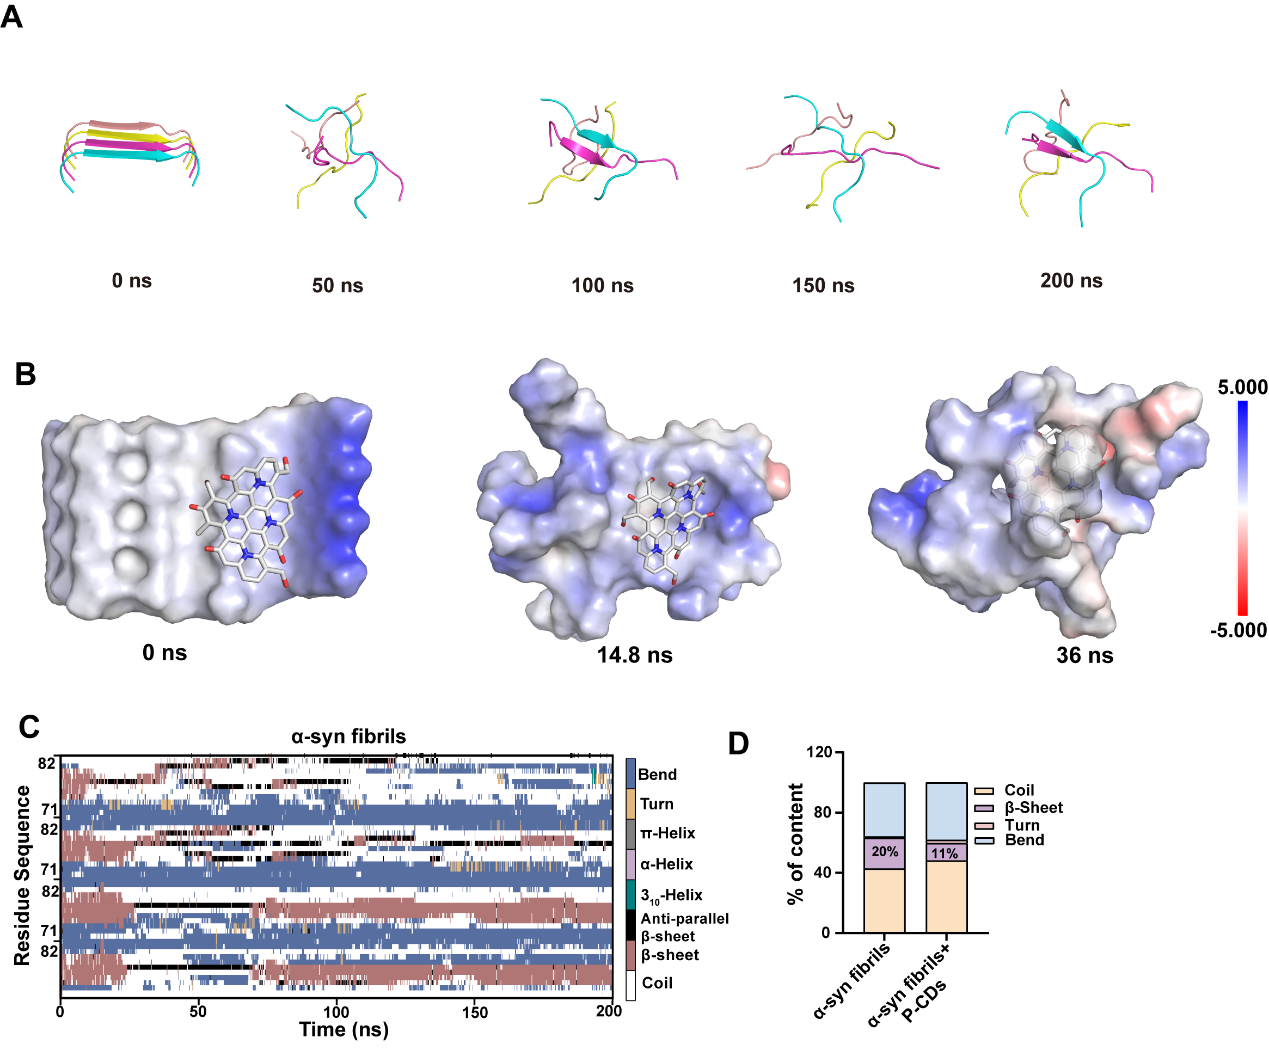 A
0 ns
50 ns
100 ns
150 ns
200 ns
B
5.000
-5.000
0 ns
14.8 ns
36 ns
C
α-syn fibrils
Residue Sequence
82
71
82
71
82
71
82
0
50
100
150
200
Time (ns)
Bend
Turn
π-Helix
α-Helix
3₁₀-Helix
Anti-parallel
β-sheet
β-sheet
Coil
D
% of content
120
80
40
0
20%
11%
Coil
β-Sheet
Turn
Bend
α-syn fibrils
α-syn fibrils+
P-CDs